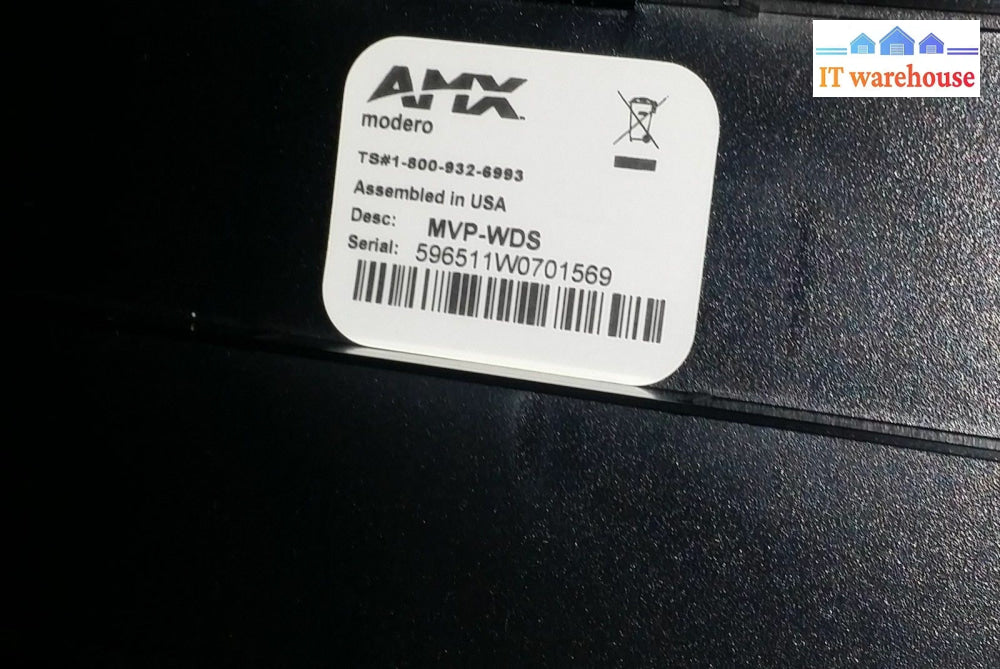 IT warehouse
AMX
modero
TS#1-800-932-6993
Assembled in USA
Desc: MVP-WDS
Serial: 596511W0701569